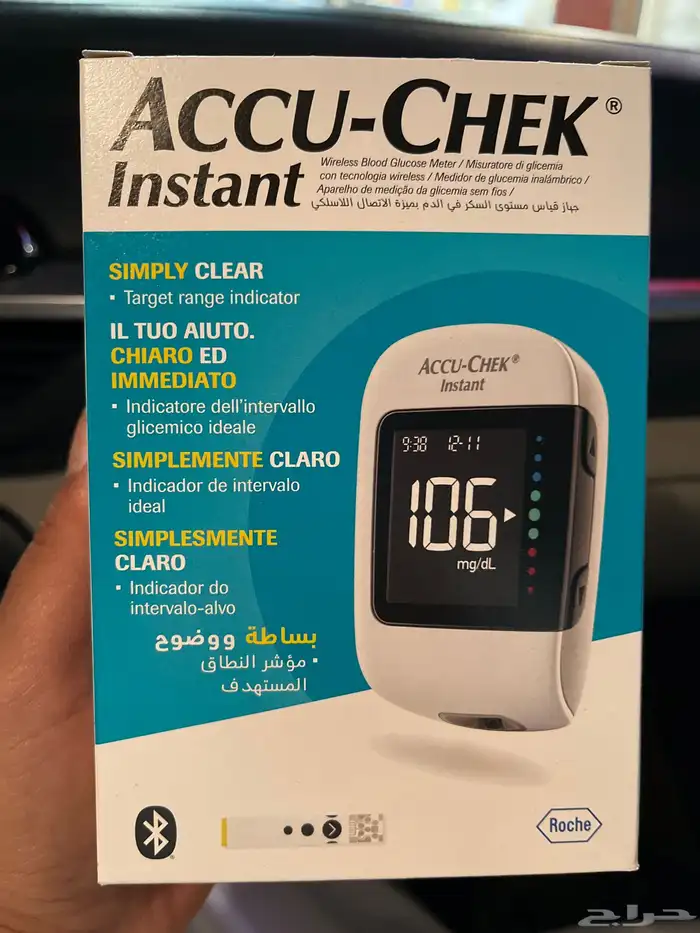 ACCU-CHEK®
Instant
Wireless Blood Glucose Meter / Misuratore di glicemia
con tecnologia wireless / Medidor de glucemia inalámbrico /
Aparelho de medição da glicemia sem fios /
جهاز قياس مستوى السكر في الدم بميزة الاتصال اللاسلكي
SIMPLY CLEAR
• Target range indicator
IL TUO AIUTO.
CHIARO ED
IMMEDIATO
• Indicatore dell'intervallo
glicemico ideale
SIMPLEMENTE CLARO
• Indicador de intervalo
ideal
SIMPLESMENTE
CLARO
• Indicador do
intervalo-alvo
بساطة ووضوح
• مؤشر النطاق
المستهدف
ACCU-CHEK®
Instant
9:38 12-11
106
mg/dL
Roche
حراج